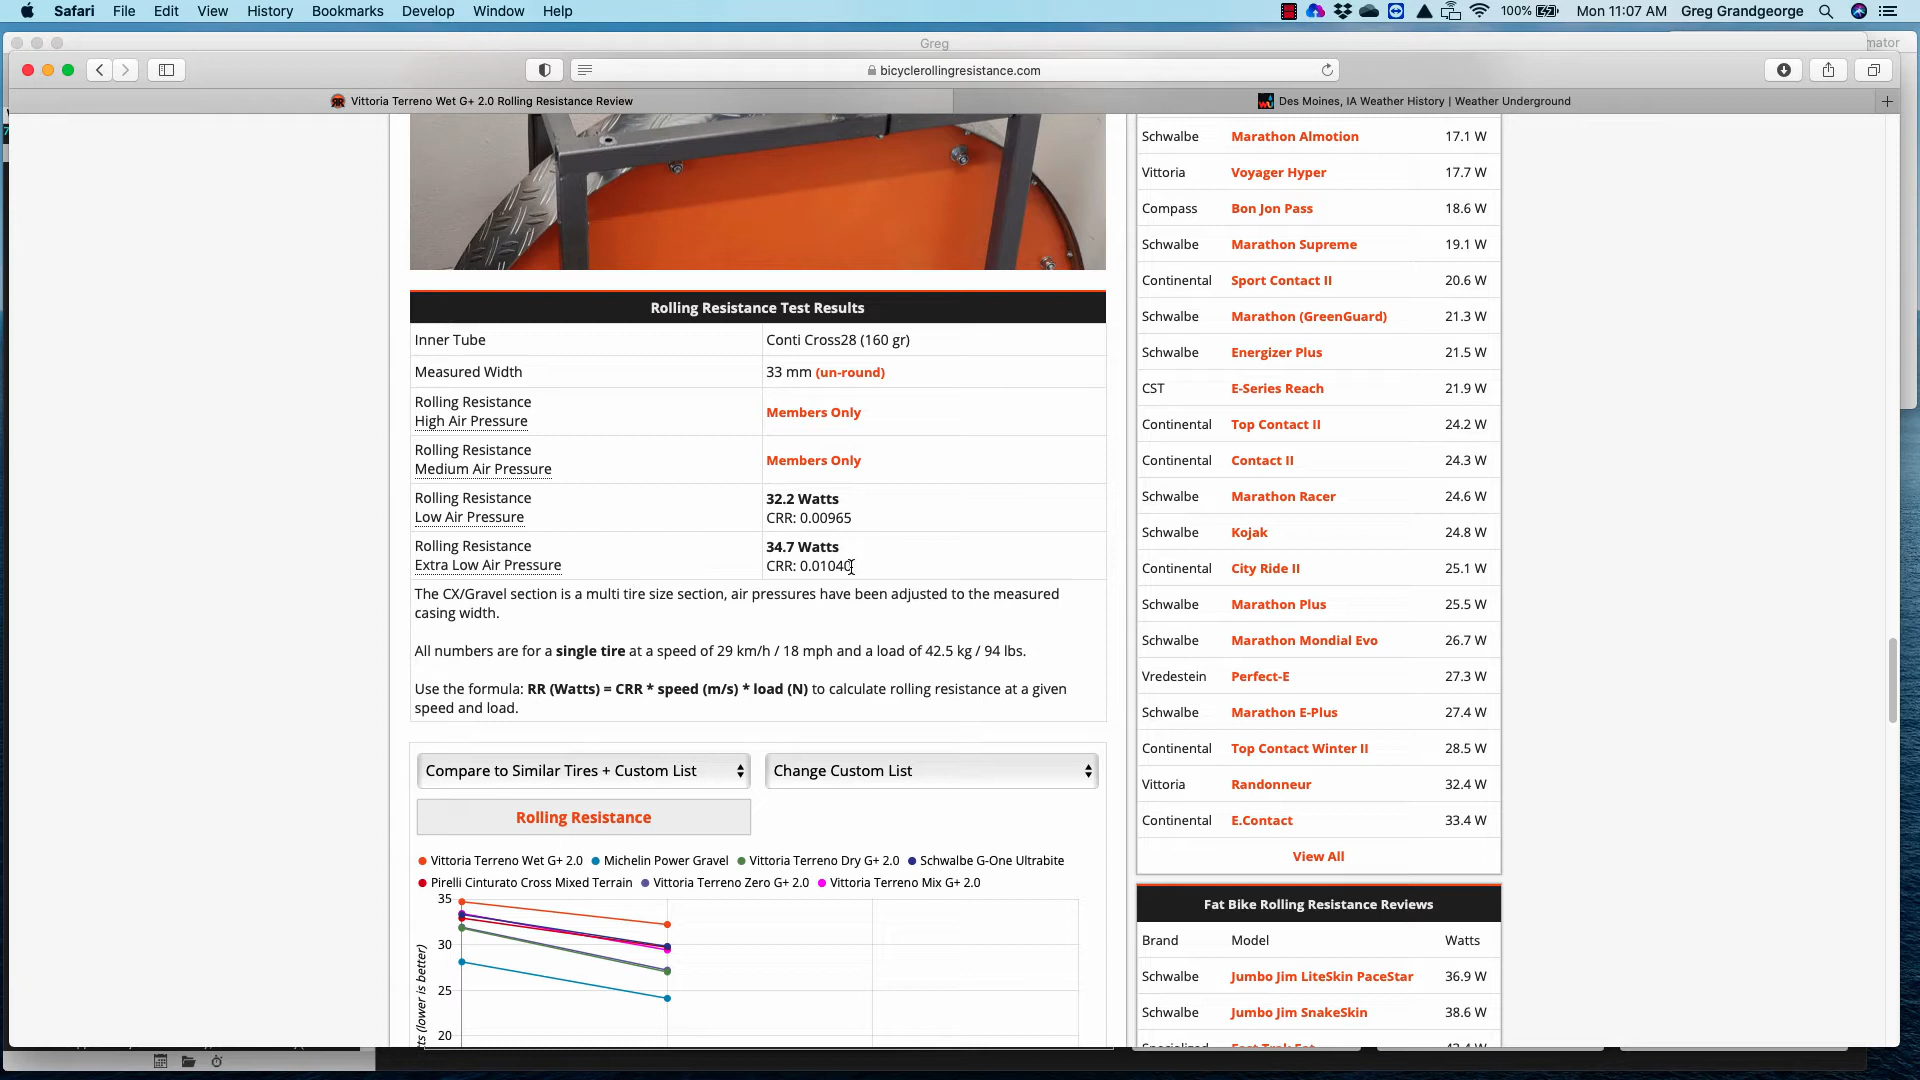 Safari File Edit View History Bookmarks Develop Window Help 100% Mon 11:07 AM Greg Grandgeorge
Greg
bicyclerollingresistance.com
Vittoria Terreno Wet G+ 2.0 Rolling Resistance Review
Des Moines, IA Weather History | Weather Underground
Rolling Resistance Test Results
Inner Tube Conti Cross28 (160 gr)
Measured Width 33 mm (un-round)
Rolling Resistance
High Air Pressure
Members Only
Rolling Resistance
Medium Air Pressure
Members Only
Rolling Resistance
Low Air Pressure
32.2 Watts
CRR: 0.00965
Rolling Resistance
Extra Low Air Pressure
34.7 Watts
CRR: 0.01040
The CX/Gravel section is a multi tire size section, air pressures have been adjusted to the measured
casing width.
All numbers are for a single tire at a speed of 29 km/h / 18 mph and a load of 42.5 kg / 94 lbs.
Use the formula: RR (Watts) = CRR * speed (m/s) * load (N) to calculate rolling resistance at a given
speed and load.
Compare to Similar Tires + Custom List
Change Custom List
Rolling Resistance
Vittoria Terreno Wet G+ 2.0 Michelin Power Gravel Vittoria Terreno Dry G+ 2.0 Schwalbe G-One Ultrabite
Pirelli Cinturato Cross Mixed Terrain Vittoria Terreno Zero G+ 2.0 Vittoria Terreno Mix G+ 2.0
35
30
25
20
(lower is better)
Schwalbe Marathon Almotion 17.1 W
Vittoria Voyager Hyper 17.7 W
Compass Bon Jon Pass 18.6 W
Schwalbe Marathon Supreme 19.1 W
Continental Sport Contact II 20.6 W
Schwalbe Marathon (GreenGuard) 21.3 W
Schwalbe Energizer Plus 21.5 W
CST E-Series Reach 21.9 W
Continental Top Contact II 24.2 W
Continental Contact II 24.3 W
Schwalbe Marathon Racer 24.6 W
Schwalbe Kojak 24.8 W
Continental City Ride II 25.1 W
Schwalbe Marathon Plus 25.5 W
Schwalbe Marathon Mondial Evo 26.7 W
Vredestein Perfect-E 27.3 W
Schwalbe Marathon E-Plus 27.4 W
Continental Top Contact Winter II 28.5 W
Vittoria Randonneur 32.4 W
Continental E.Contact 33.4 W
View All
Fat Bike Rolling Resistance Reviews
Brand Model Watts
Schwalbe Jumbo Jim LiteSkin PaceStar 36.9 W
Schwalbe Jumbo Jim SnakeSkin 38.6 W